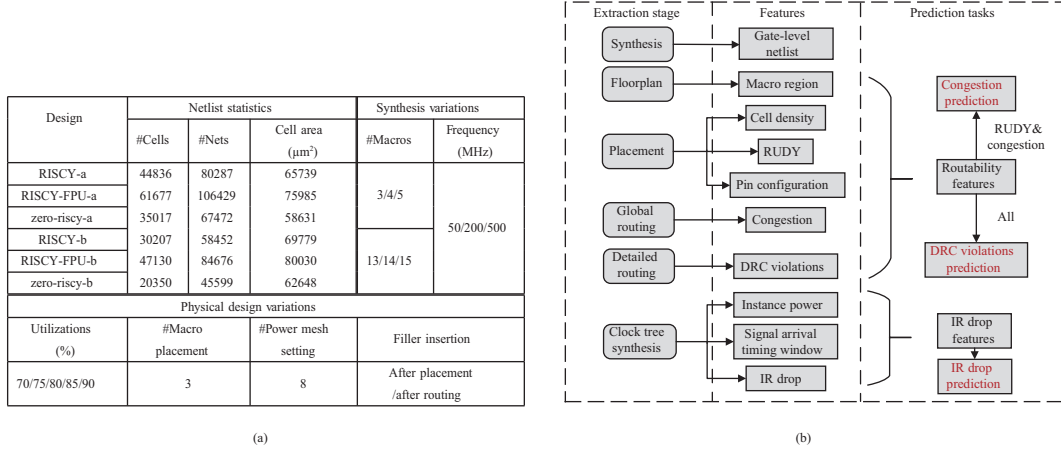 Design
Netlist statistics
Synthesis variations
#Cells
#Nets
Cell area
(μm²)
#Macros
Frequency
(MHz)
RISCY-a 44836 80287 65739
RISCY-FPU-a 61677 106429 75985
zero-riscy-a 35017 67472 58631
3/4/5
RISCY-b 30207 58452 69779
RISCY-FPU-b 47130 84676 80030
zero-riscy-b 20350 45599 62648
13/14/15
50/200/500
Physical design variations
Utilizations
(%)
#Macro
placement
#Power mesh
setting
Filler insertion
70/75/80/85/90
3
8
After placement
/after routing
(a)
Extraction stage
Features
Prediction tasks
Synthesis
Gate-level
netlist
Floorplan
Macro region
Placement
Cell density
RUDY
Pin configuration
Global
routing
Congestion
Detailed
routing
DRC violations
Clock tree
synthesis
Instance power
Signal arrival
timing window
IR drop
Congestion
prediction
RUDY&
congestion
Routability
features
All
DRC violations
prediction
IR drop
features
IR drop
prediction
(b)